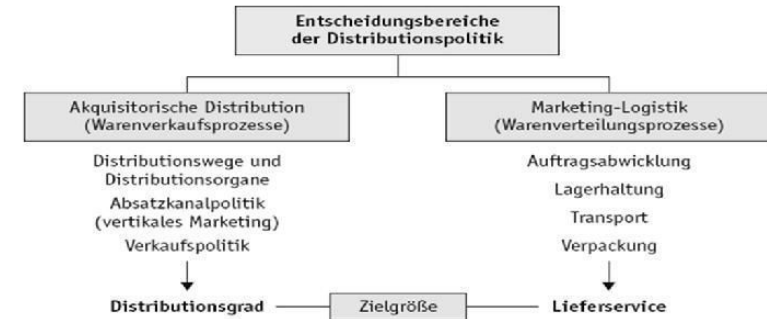 Entscheidungsbereiche
der Distributionspolitik
Akquisitorische Distribution
(Warenverkaufsprozesse)
Marketing-Logistik
(Warenverteilungsprozesse)
Distributionswege und
Distributionsorgane
Absatzkanalpolitik
(vertikales Marketing)
Verkaufspolitik
Auftragsabwicklung
Lagerhaltung
Transport
Verpackung
Distributionsgrad
Zielgröße
Lieferservice